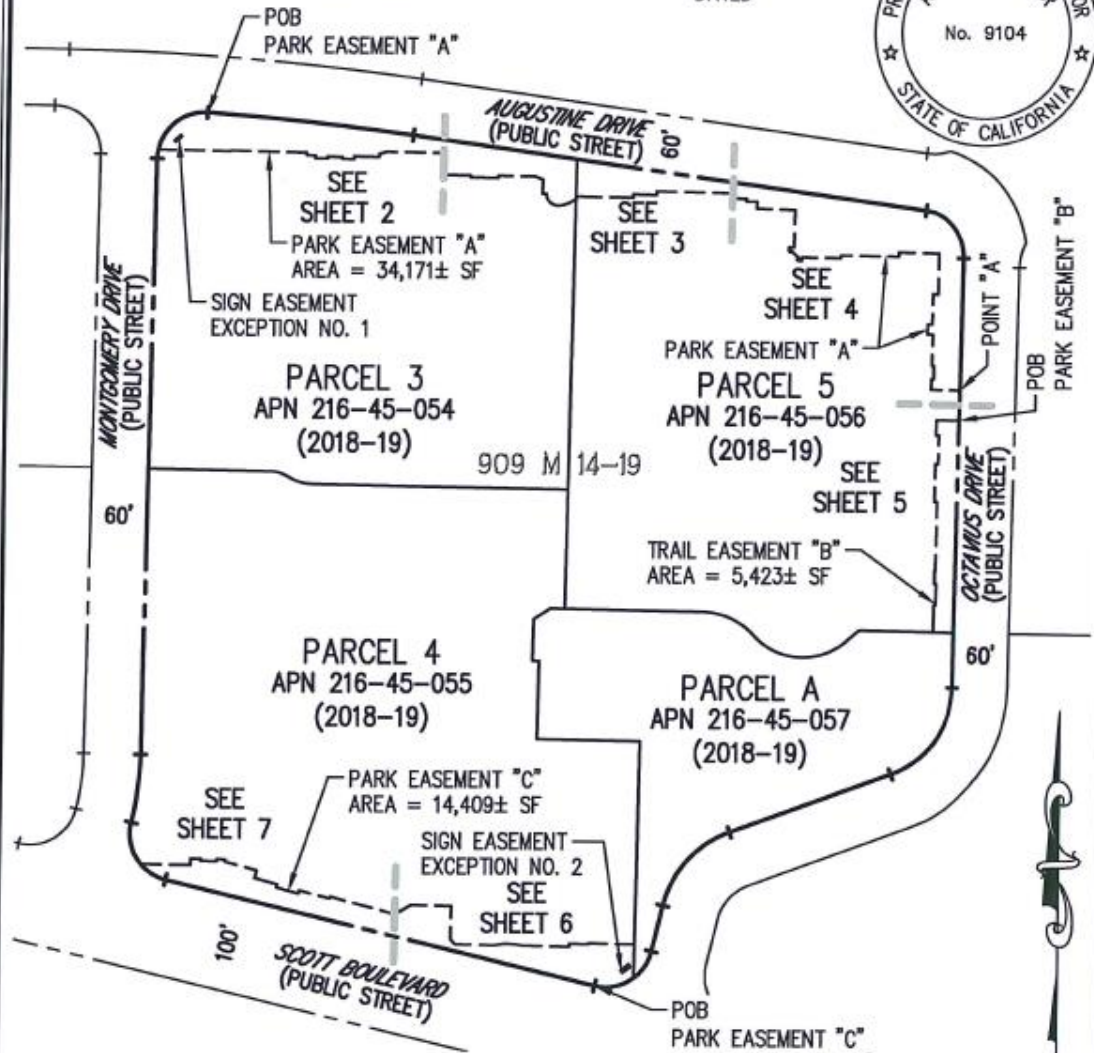 POB
PARK EASEMENT "A"
No. 9104
STATE OF CALIFORNIA
AUGUSTINE DRIVE
(PUBLIC STREET)
60'
SEE
SHEET 2
PARK EASEMENT "A"
AREA = 34,171± SF
SIGN EASEMENT
EXCEPTION NO. 1
SEE
SHEET 3
SEE
SHEET 4
PARK EASEMENT "A"
POINT "A"
POB
PARK EASEMENT "B"
MONTGOMERY DRIVE
(PUBLIC STREET)
60'
PARCEL 3
APN 216-45-054
(2018-19)
PARCEL 5
APN 216-45-056
(2018-19)
909 M 14-19
SEE
SHEET 5
OCTAVIUS DRIVE
(PUBLIC STREET)
60'
TRAIL EASEMENT "B"
AREA = 5,423± SF
PARCEL 4
APN 216-45-055
(2018-19)
PARCEL A
APN 216-45-057
(2018-19)
SEE
SHEET 7
PARK EASEMENT "C"
AREA = 14,409± SF
SIGN EASEMENT
EXCEPTION NO. 2
SEE
SHEET 6
100'
SCOTT BOULEVARD
(PUBLIC STREET)
POB
PARK EASEMENT "C"